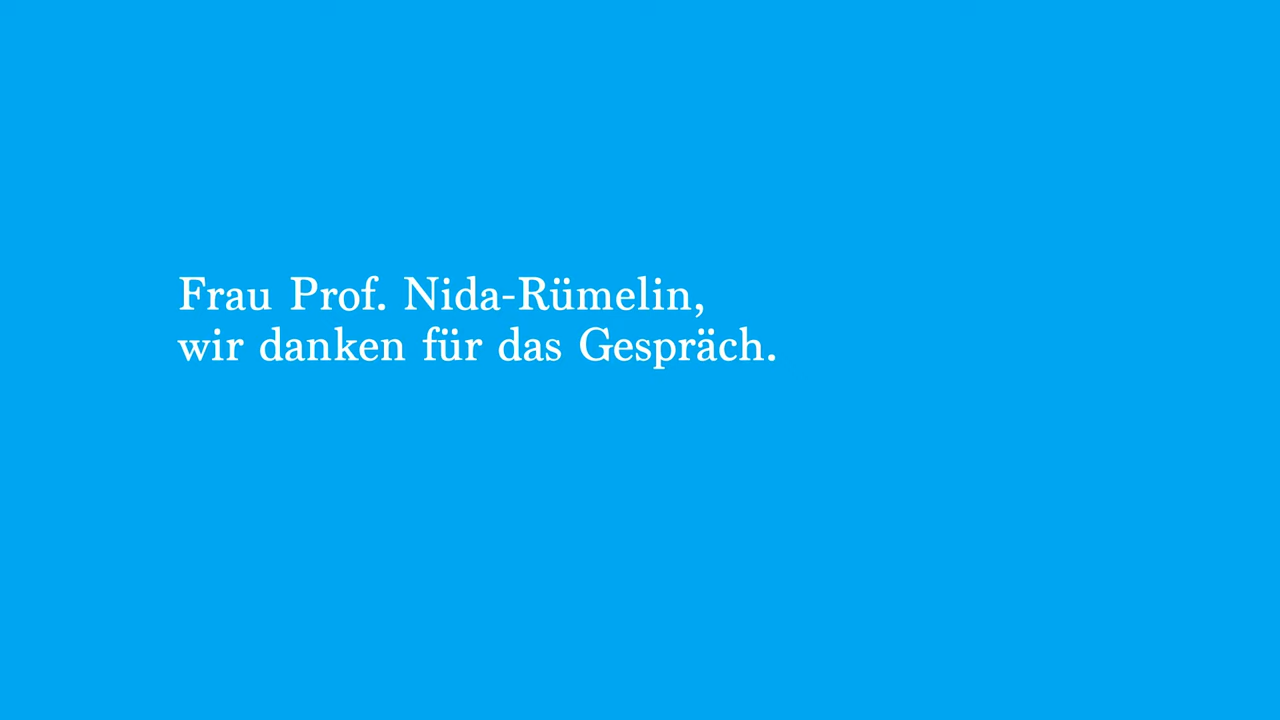 Frau Prof. Nida-Rümelin,
wir danken für das Gespräch.